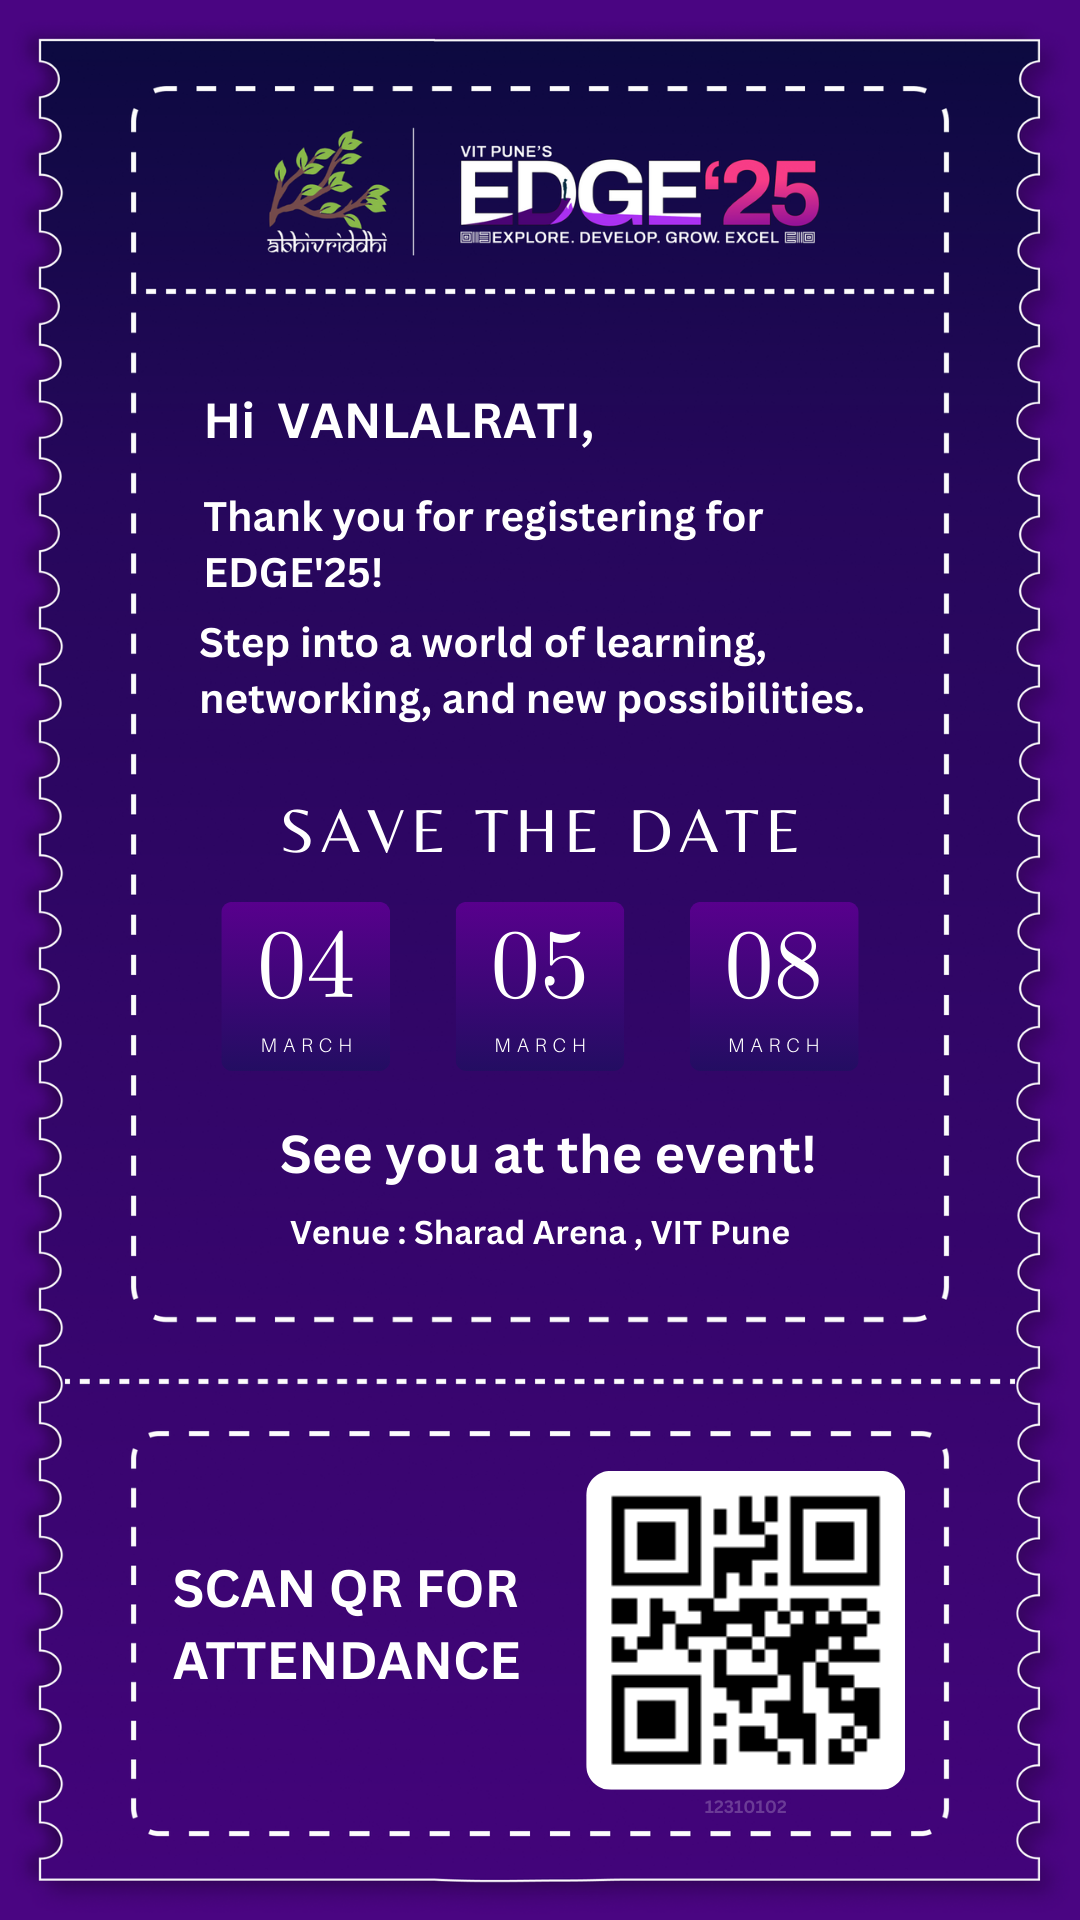 abhivriddhi
VIT PUNE'S
EDGE'25
EXPLORE. DEVELOP. GROW. EXCEL
Hi VANLALRATI,
Thank you for registering for
EDGE'25!
Step into a world of learning,
networking, and new possibilities.
SAVE THE DATE
04 05 08
MARCH MARCH MARCH
See you at the event!
Venue : Sharad Arena , VIT Pune
SCAN QR FOR
ATTENDANCE
12310102